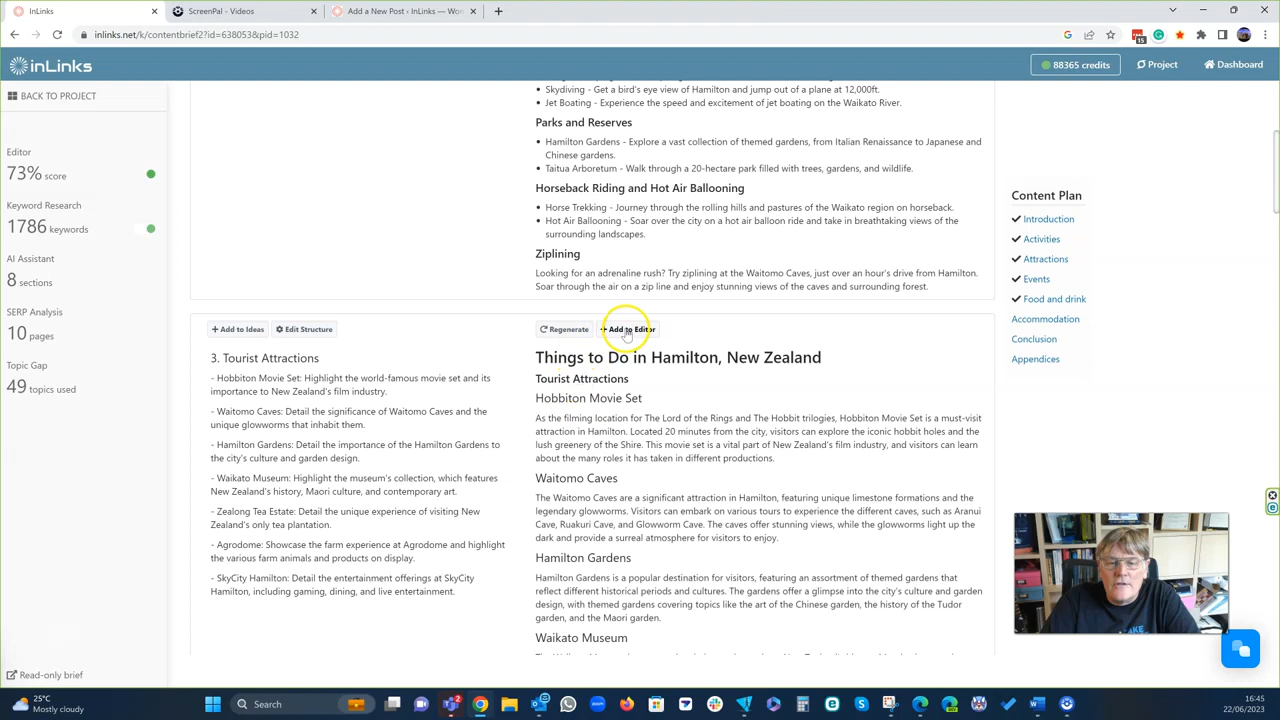 InLinks
ScreenPal - Videos
Add a New Post ‹ InLinks — Wor
inlinks.net/k/contentbrief2?id=638053&pid=1032
15
inLinks
88365 credits
Project
Dashboard
BACK TO PROJECT
Editor
73% score
Keyword Research
1786 keywords
AI Assistant
8 sections
SERP Analysis
10 pages
Topic Gap
49 topics used
Read-only brief
Skydiving - Get a bird's eye view of Hamilton and jump out of a plane at 12,000ft.
Jet Boating - Experience the speed and excitement of jet boating on the Waikato River.
Parks and Reserves
Hamilton Gardens - Explore a vast collection of themed gardens, from Italian Renaissance to Japanese and
Chinese gardens.
Taitua Arboretum - Walk through a 20-hectare park filled with trees, gardens, and wildlife.
Horseback Riding and Hot Air Ballooning
Horse Trekking - Journey through the rolling hills and pastures of the Waikato region on horseback.
Hot Air Ballooning - Soar over the city on a hot air balloon ride and take in breathtaking views of the
surrounding landscapes.
Ziplining
Looking for an adrenaline rush? Try ziplining at the Waitomo Caves, just over an hour's drive from Hamilton.
Soar through the air on a zip line and enjoy stunning views of the caves and surrounding forest.
+ Add to Ideas
Edit Structure
3. Tourist Attractions
- Hobbiton Movie Set: Highlight the world-famous movie set and its
importance to New Zealand's film industry.
- Waitomo Caves: Detail the significance of Waitomo Caves and the
unique glowworms that inhabit them.
- Hamilton Gardens: Detail the importance of the Hamilton Gardens to
the city's culture and garden design.
- Waikato Museum: Highlight the museum's collection, which features
New Zealand's history, Maori culture, and contemporary art.
- Zealong Tea Estate: Detail the unique experience of visiting New
Zealand's only tea plantation.
- Agrodome: Showcase the farm experience at Agrodome and highlight
the various farm animals and products on display.
- SkyCity Hamilton: Detail the entertainment offerings at SkyCity
Hamilton, including gaming, dining, and live entertainment.
Regenerate
+ Add to Editor
Things to Do in Hamilton, New Zealand
Tourist Attractions
Hobbiton Movie Set
As the filming location for The Lord of the Rings and The Hobbit trilogies, Hobbiton Movie Set is a must-visit
attraction in Hamilton. Located 20 minutes from the city, visitors can explore the iconic hobbit holes and the
lush greenery of the Shire. This movie set is a vital part of New Zealand's film industry, and visitors can learn
about the many roles it has taken in different productions.
Waitomo Caves
The Waitomo Caves are a significant attraction in Hamilton, featuring unique limestone formations and the
legendary glowworms. Visitors can embark on various tours to experience the different caves, such as Aranui
Cave, Ruakuri Cave, and Glowworm Cave. The caves offer stunning views, while the glowworms light up the
dark and provide a surreal atmosphere for visitors to enjoy.
Hamilton Gardens
Hamilton Gardens is a popular destination for visitors, featuring an assortment of themed gardens that
reflect different historical periods and cultures. The gardens offer a glimpse into the city's culture and garden
design, with themed gardens covering topics like the art of the Chinese garden, the history of the Tudor
garden, and the Maori garden.
Waikato Museum
Content Plan
Introduction
Activities
Attractions
Events
Food and drink
Accommodation
Conclusion
Appendices
25°C
Mostly cloudy
Search
2
16:45
22/06/2023